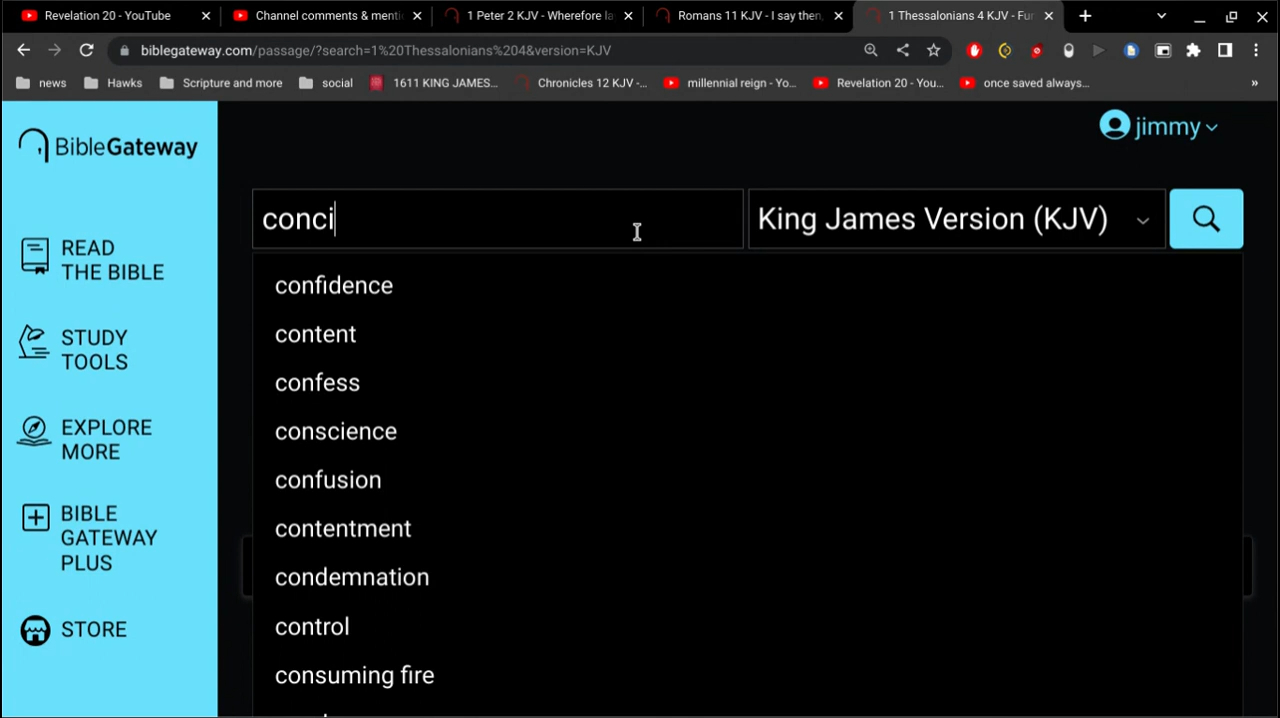 Revelation 20 - YouTube
Channel comments & menti
1 Peter 2 KJV - Wherefore la
Romans 11 KJV - I say then,
1 Thessalonians 4 KJV - Fur
biblegateway.com/passage/?search=1%20Thessalonians%204&version=KJV
news
Hawks
Scripture and more
social
1611 KING JAMES...
Chronicles 12 KJV -...
millennial reign - Yo...
Revelation 20 - You...
once saved always...
»
BibleGateway
jimmy
conci
King James Version (KJV)
READ
THE BIBLE
STUDY
TOOLS
EXPLORE
MORE
BIBLE
GATEWAY
PLUS
STORE
confidence
content
confess
conscience
confusion
contentment
condemnation
control
consuming fire